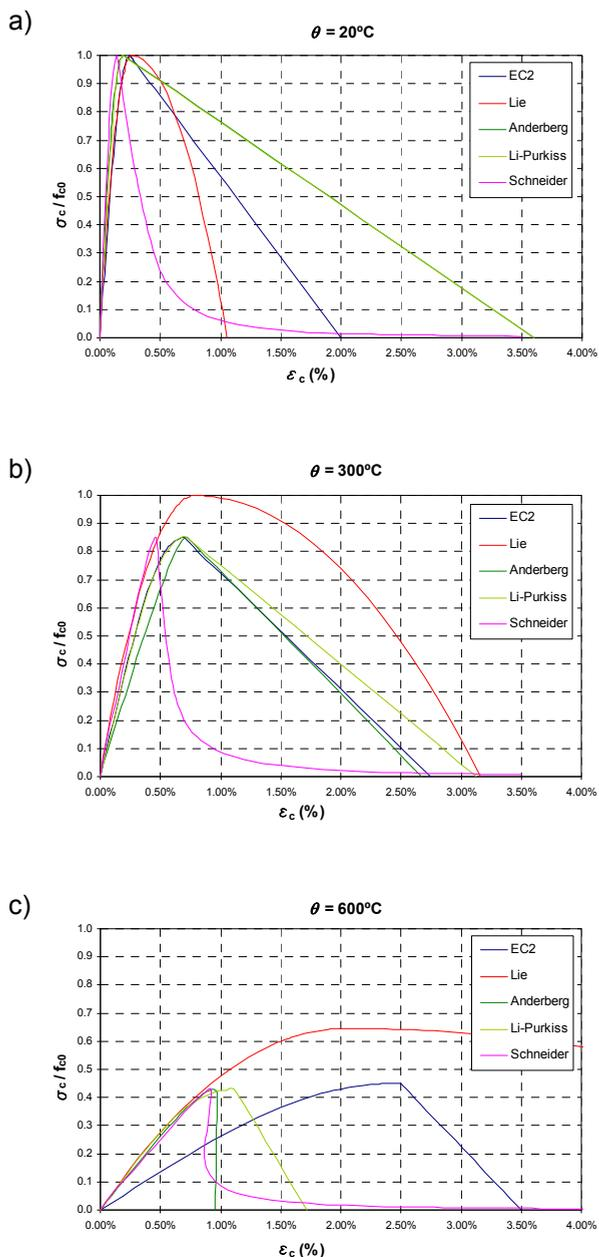 a)
θ = 20ºC
1.0
0.9
0.8
0.7
0.6
0.5
0.4
0.3
0.2
0.1
0.0
σc / fc0
0.00% 0.50% 1.00% 1.50% 2.00% 2.50% 3.00% 3.50% 4.00%
εc (%)
EC2
Lie
Anderberg
Li-Purkiss
Schneider
b)
θ = 300ºC
1.0
0.9
0.8
0.7
0.6
0.5
0.4
0.3
0.2
0.1
0.0
σc / fc0
0.00% 0.50% 1.00% 1.50% 2.00% 2.50% 3.00% 3.50% 4.00%
εc (%)
EC2
Lie
Anderberg
Li-Purkiss
Schneider
c)
θ = 600ºC
1.0
0.9
0.8
0.7
0.6
0.5
0.4
0.3
0.2
0.1
0.0
σc / fc0
0.00% 0.50% 1.00% 1.50% 2.00% 2.50% 3.00% 3.50% 4.00%
εc (%)
EC2
Lie
Anderberg
Li-Purkiss
Schneider